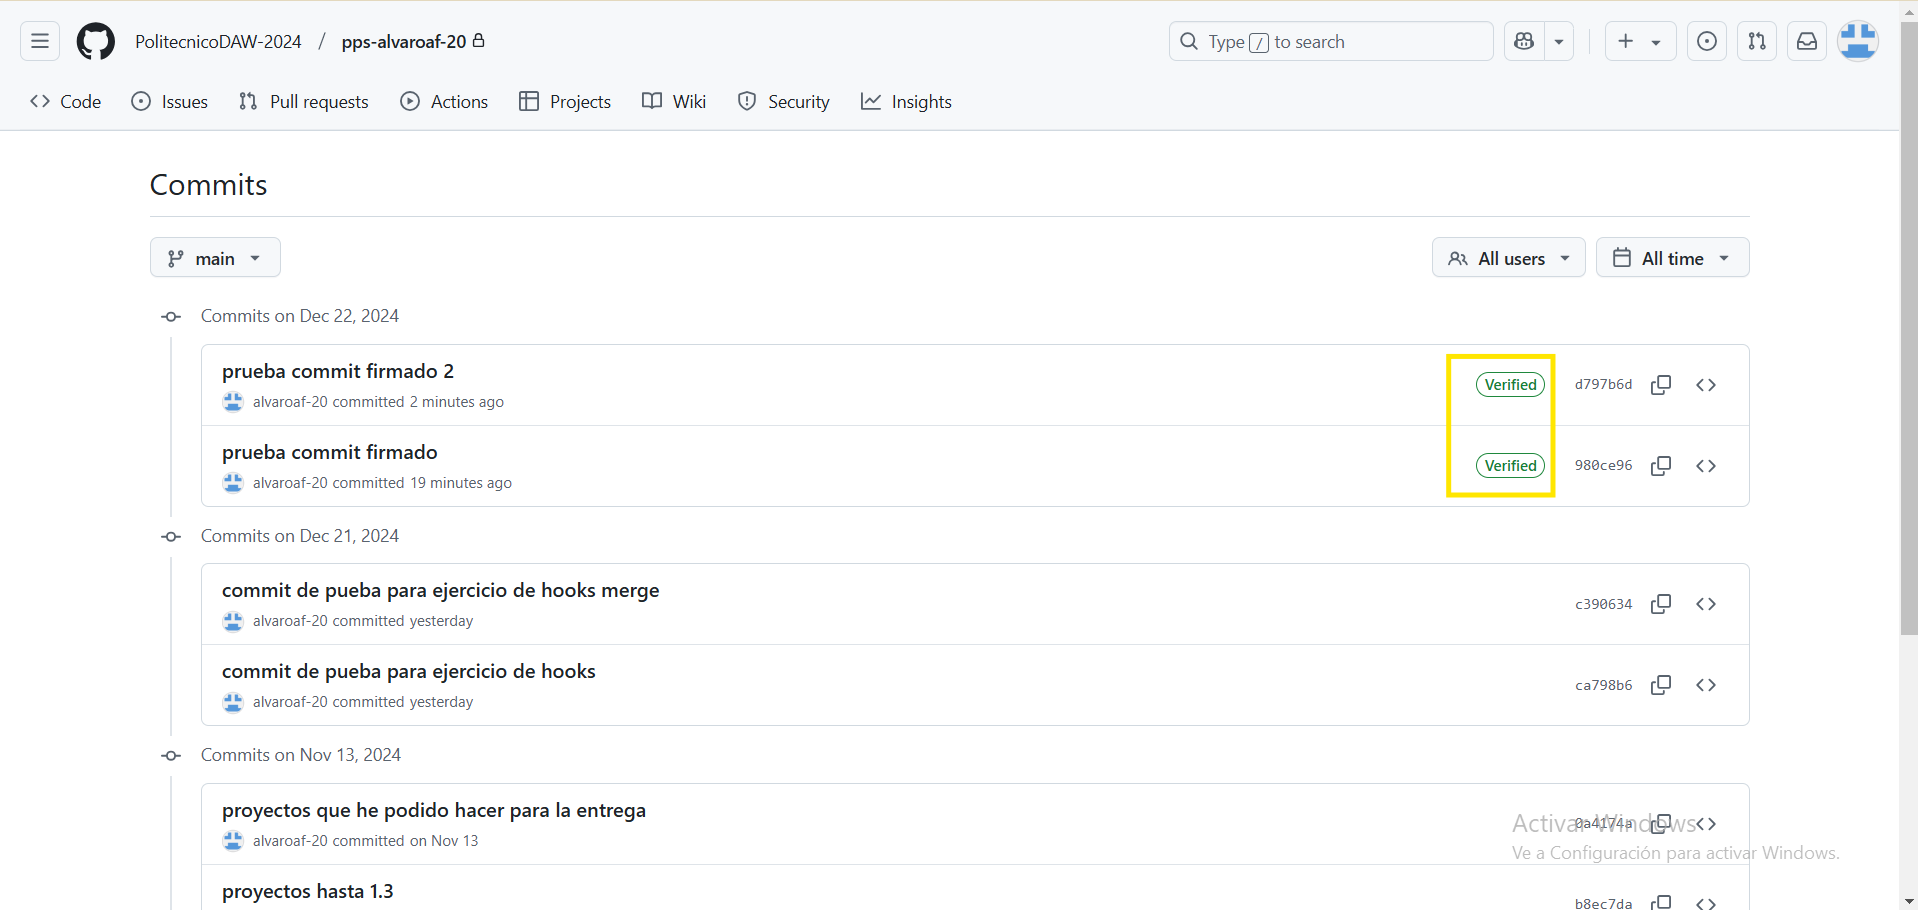 PolitecnicoDAW-2024 / pps-alvaroaf-20
Type / to search
Code
Issues
Pull requests
Actions
Projects
Wiki
Security
Insights
Commits
main
All users
All time
Commits on Dec 22, 2024
prueba commit firmado 2
alvaroaf-20 committed 2 minutes ago
Verified
d797b6d
prueba commit firmado
alvaroaf-20 committed 19 minutes ago
Verified
980ce96
Commits on Dec 21, 2024
commit de pueba para ejercicio de hooks merge
alvaroaf-20 committed yesterday
c390634
commit de pueba para ejercicio de hooks
alvaroaf-20 committed yesterday
ca798b6
Commits on Nov 13, 2024
proyectos que he podido hacer para la entrega
alvaroaf-20 committed on Nov 13
0a4174a
Activar Windows
Ve a Configuración para activar Windows.
proyectos hasta 1.3
b8ec7da